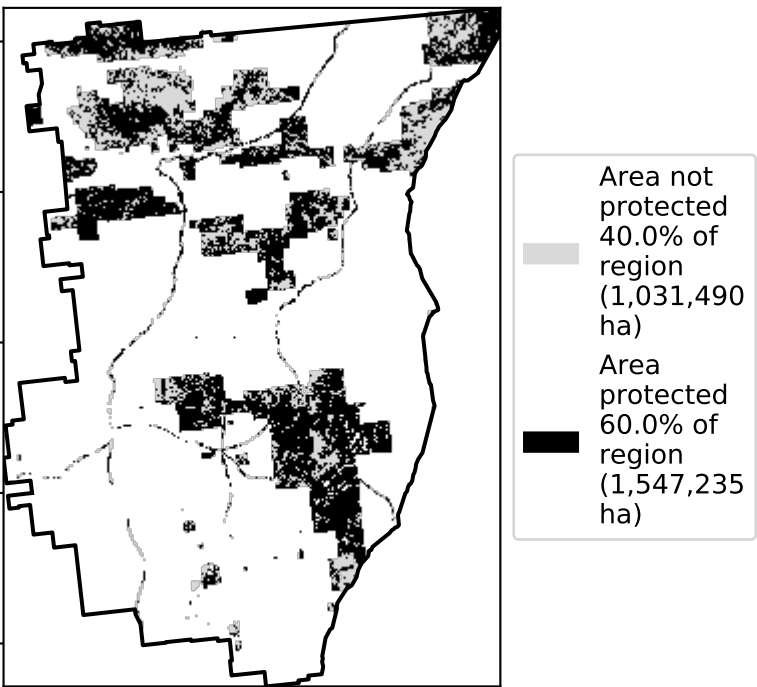 Area not
protected
40.0% of
region
(1,031,490
ha)
Area
protected
60.0% of
region
(1,547,235
ha)